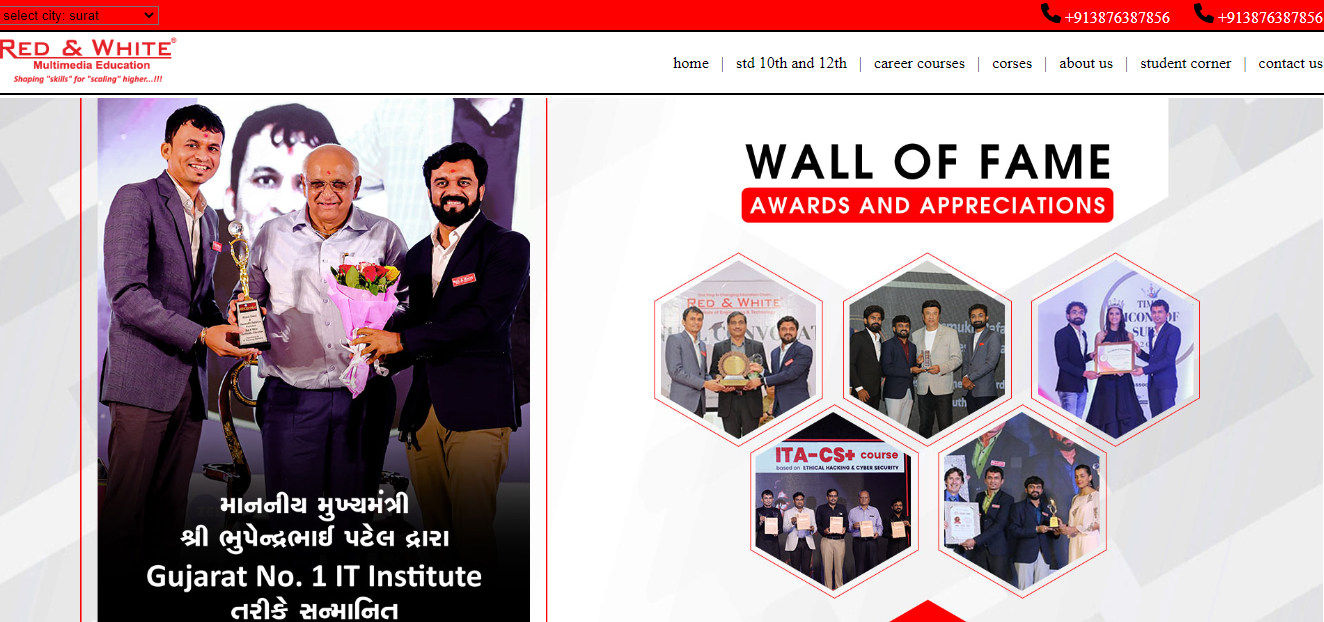 select city: surat
+913876387856
+913876387856
RED & WHITE®
Multimedia Education
Shaping "skills" for "scaling" higher...!!!
home | std 10th and 12th | career courses | corses | about us | student corner | contact us
માનનીય મુખ્યમંત્રી
શ્રી ભુપેન્દ્રભાઈ પટેલ દ્રારા
Gujarat No. 1 IT Institute
તરીકે સન્માનિત
WALL OF FAME
AWARDS AND APPRECIATIONS
RED & WHITE
ITA-CS+ course
based on ETHICAL HACKING & CYBER SECURITY